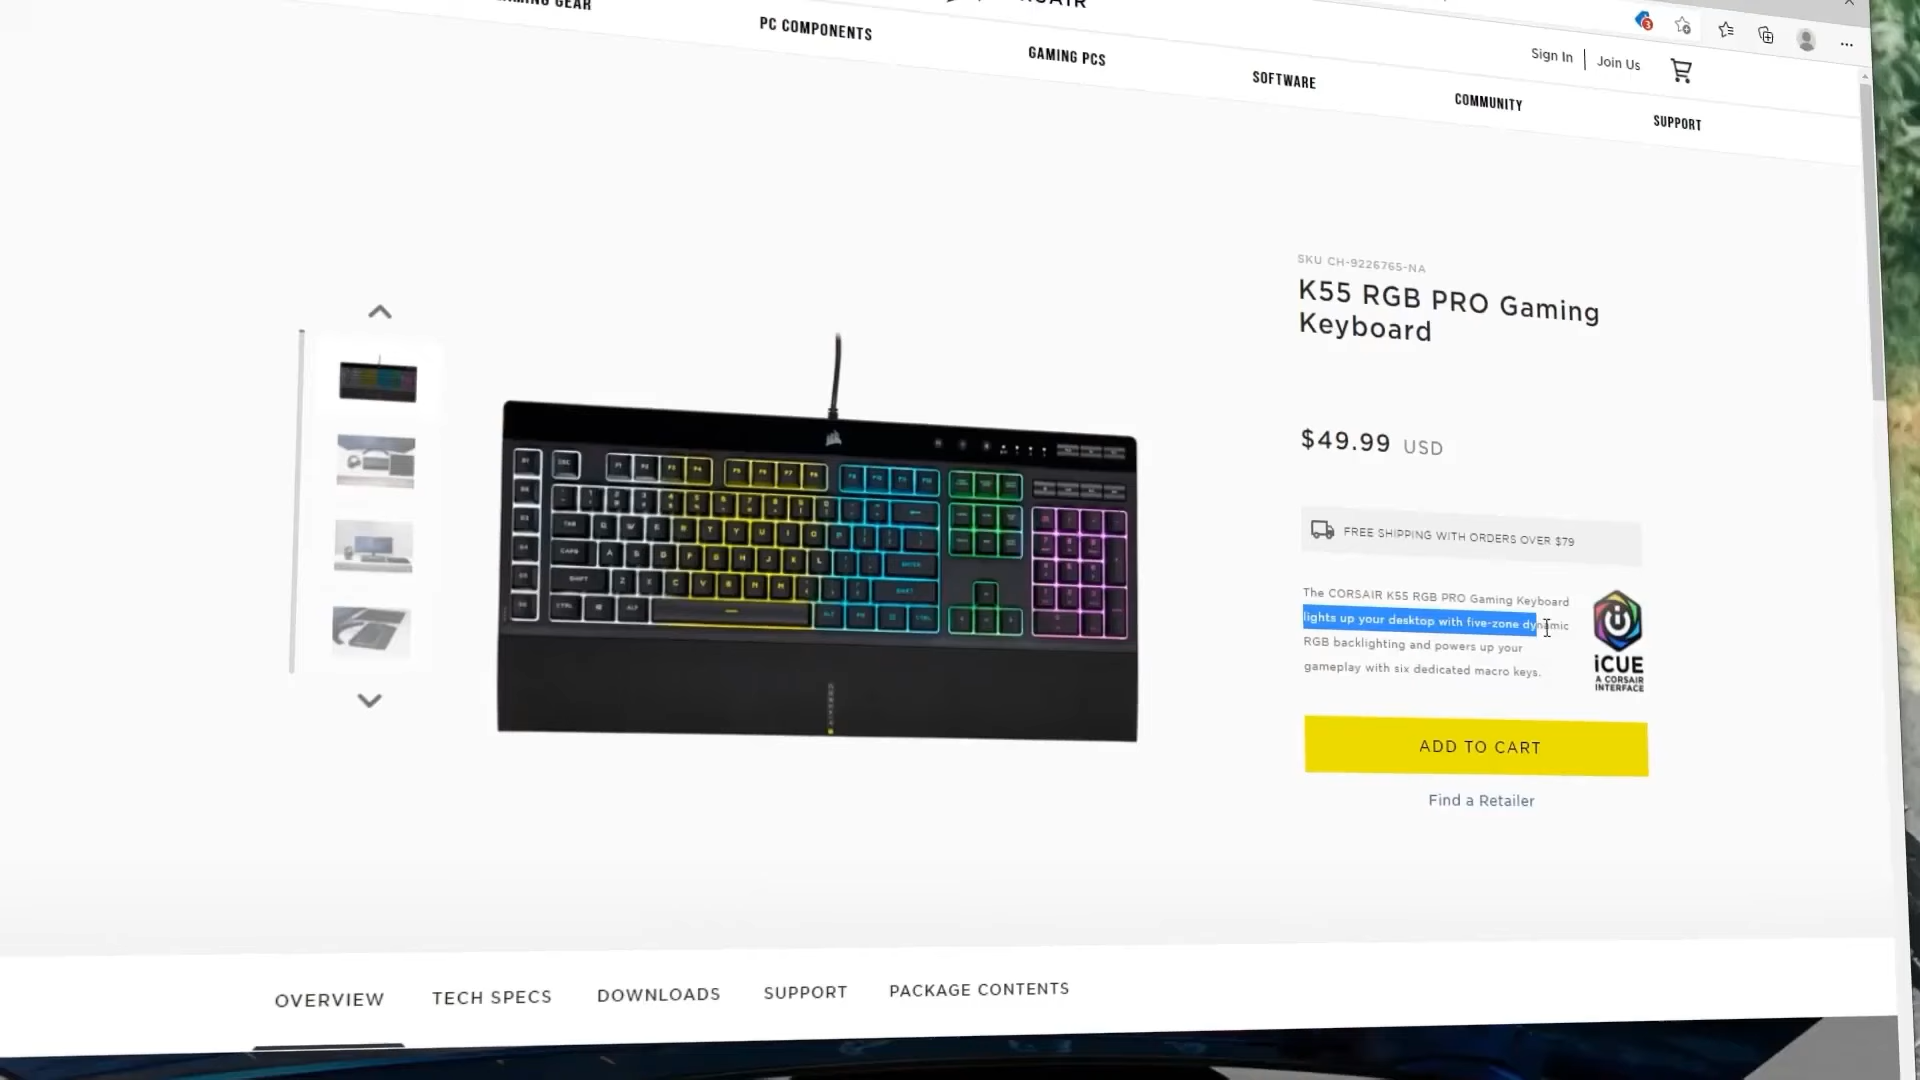 GEAR
PC COMPONENTS
GAMING PCS
SOFTWARE
COMMUNITY
SUPPORT
Sign In
Join Us
3
SKU CH-9226765-NA
K55 RGB PRO Gaming
Keyboard
$49.99 USD
FREE SHIPPING WITH ORDERS OVER $79
The CORSAIR K55 RGB PRO Gaming Keyboard
lights up your desktop with five-zone dynamic
RGB backlighting and powers up your
gameplay with six dedicated macro keys.
iCUE
A CORSAIR
INTERFACE
ADD TO CART
Find a Retailer
OVERVIEW
TECH SPECS
DOWNLOADS
SUPPORT
PACKAGE CONTENTS